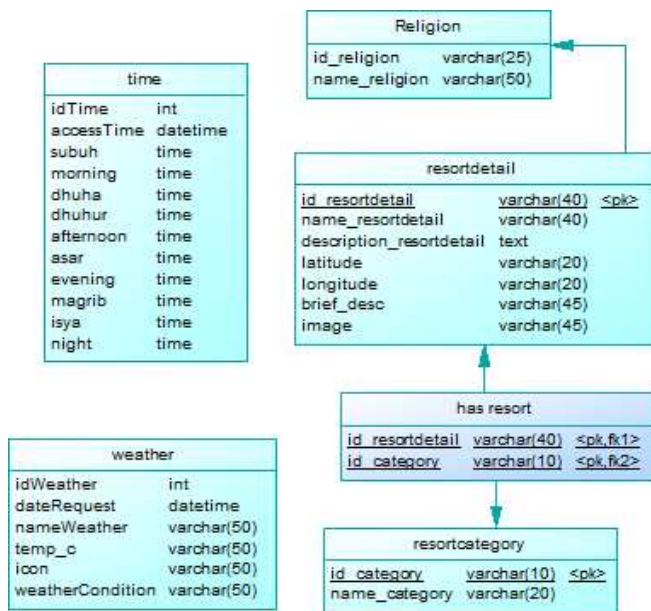 Religion
id_religion varchar(25)
name_religion varchar(50)
time
idTime int
accessTime datetime
subuh time
morning time
dhuha time
dhuhur time
afternoon time
asar time
evening time
magrib time
isya time
night time
resortdetail
id_resortdetail varchar(40) <pk>
name_resortdetail varchar(40)
description_resortdetail text
latitude varchar(20)
longitude varchar(20)
brief_desc varchar(45)
image varchar(45)
has resort
id_resortdetail varchar(40) <pk,fk1>
id_category varchar(10) <pk,fk2>
weather
idWeather int
dateRequest datetime
nameWeather varchar(50)
temp_c varchar(50)
icon varchar(50)
weatherCondition varchar(50)
resortcategory
id_category varchar(10) <pk>
name_category varchar(20)